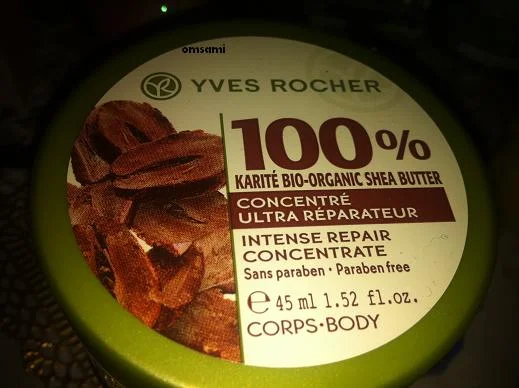 omsami
YVES ROCHER
100%
KARITÉ BIO-ORGANIC SHEA BUTTER
CONCENTRÉ
ULTRA RÉPARATEUR
INTENSE REPAIR
CONCENTRATE
Sans paraben • Paraben free
℮ 45 ml 1.52 fl.oz.
CORPS•BODY